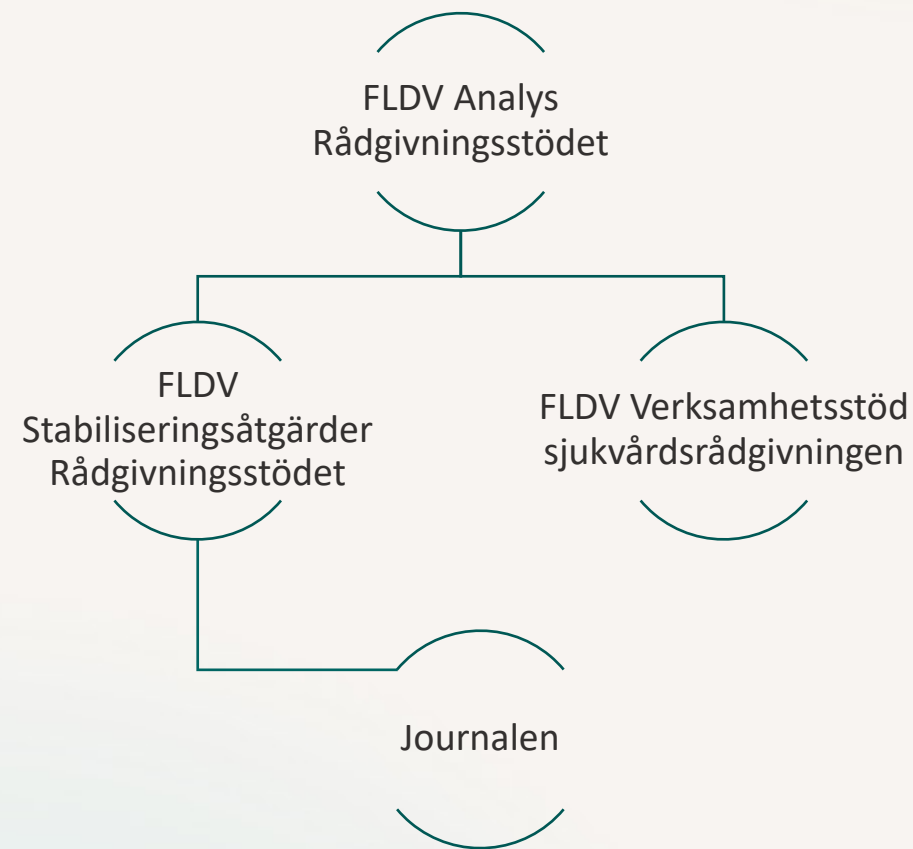 FLDV Analys
Rådgivningsstödet
FLDV
Stabiliseringsåtgärder
Rådgivningsstödet
FLDV Verksamhetsstöd
sjukvårdsrådgivningen
Journalen